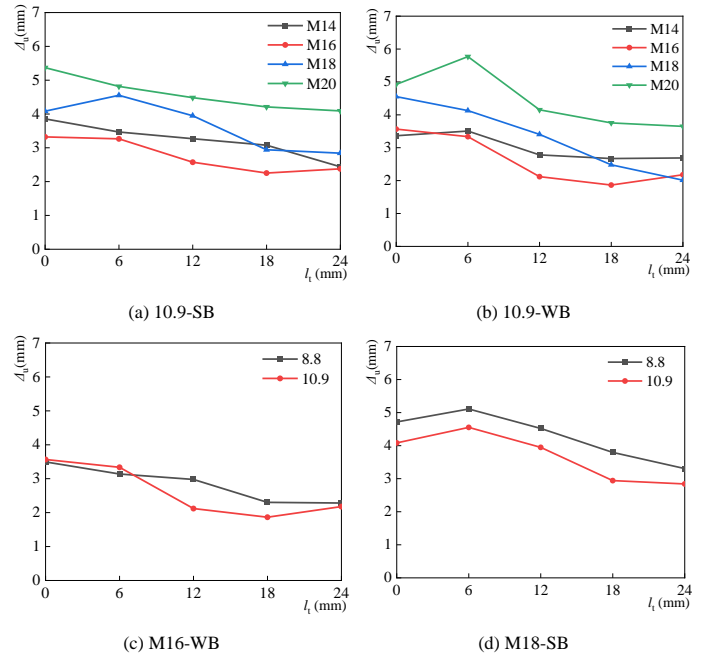 Δu(mm)
7
6
5
4
3
2
1
0
0 6 12 18 24
lt (mm)
M14
M16
M18
M20
(a) 10.9-SB
Δu(mm)
7
6
5
4
3
2
1
0
0 6 12 18 24
lt (mm)
M14
M16
M18
M20
(b) 10.9-WB
Δu(mm)
7
6
5
4
3
2
1
0
0 6 12 18 24
lt (mm)
8.8
10.9
(c) M16-WB
Δu(mm)
7
6
5
4
3
2
1
0
0 6 12 18 24
lt (mm)
8.8
10.9
(d) M18-SB